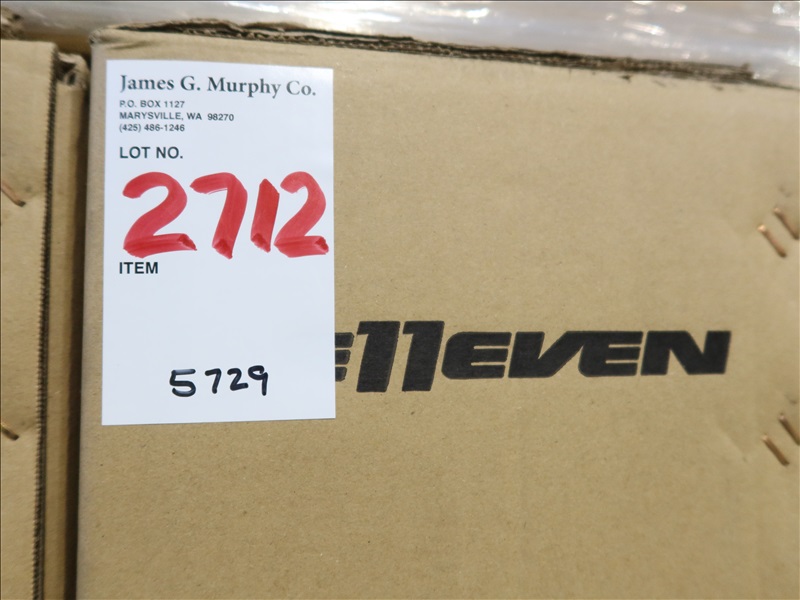 James G. Murphy Co.
P.O. BOX 1127
MARYSVILLE, WA 98270
(425) 486-1246
LOT NO.
2712
ITEM
5729
E11EVEN